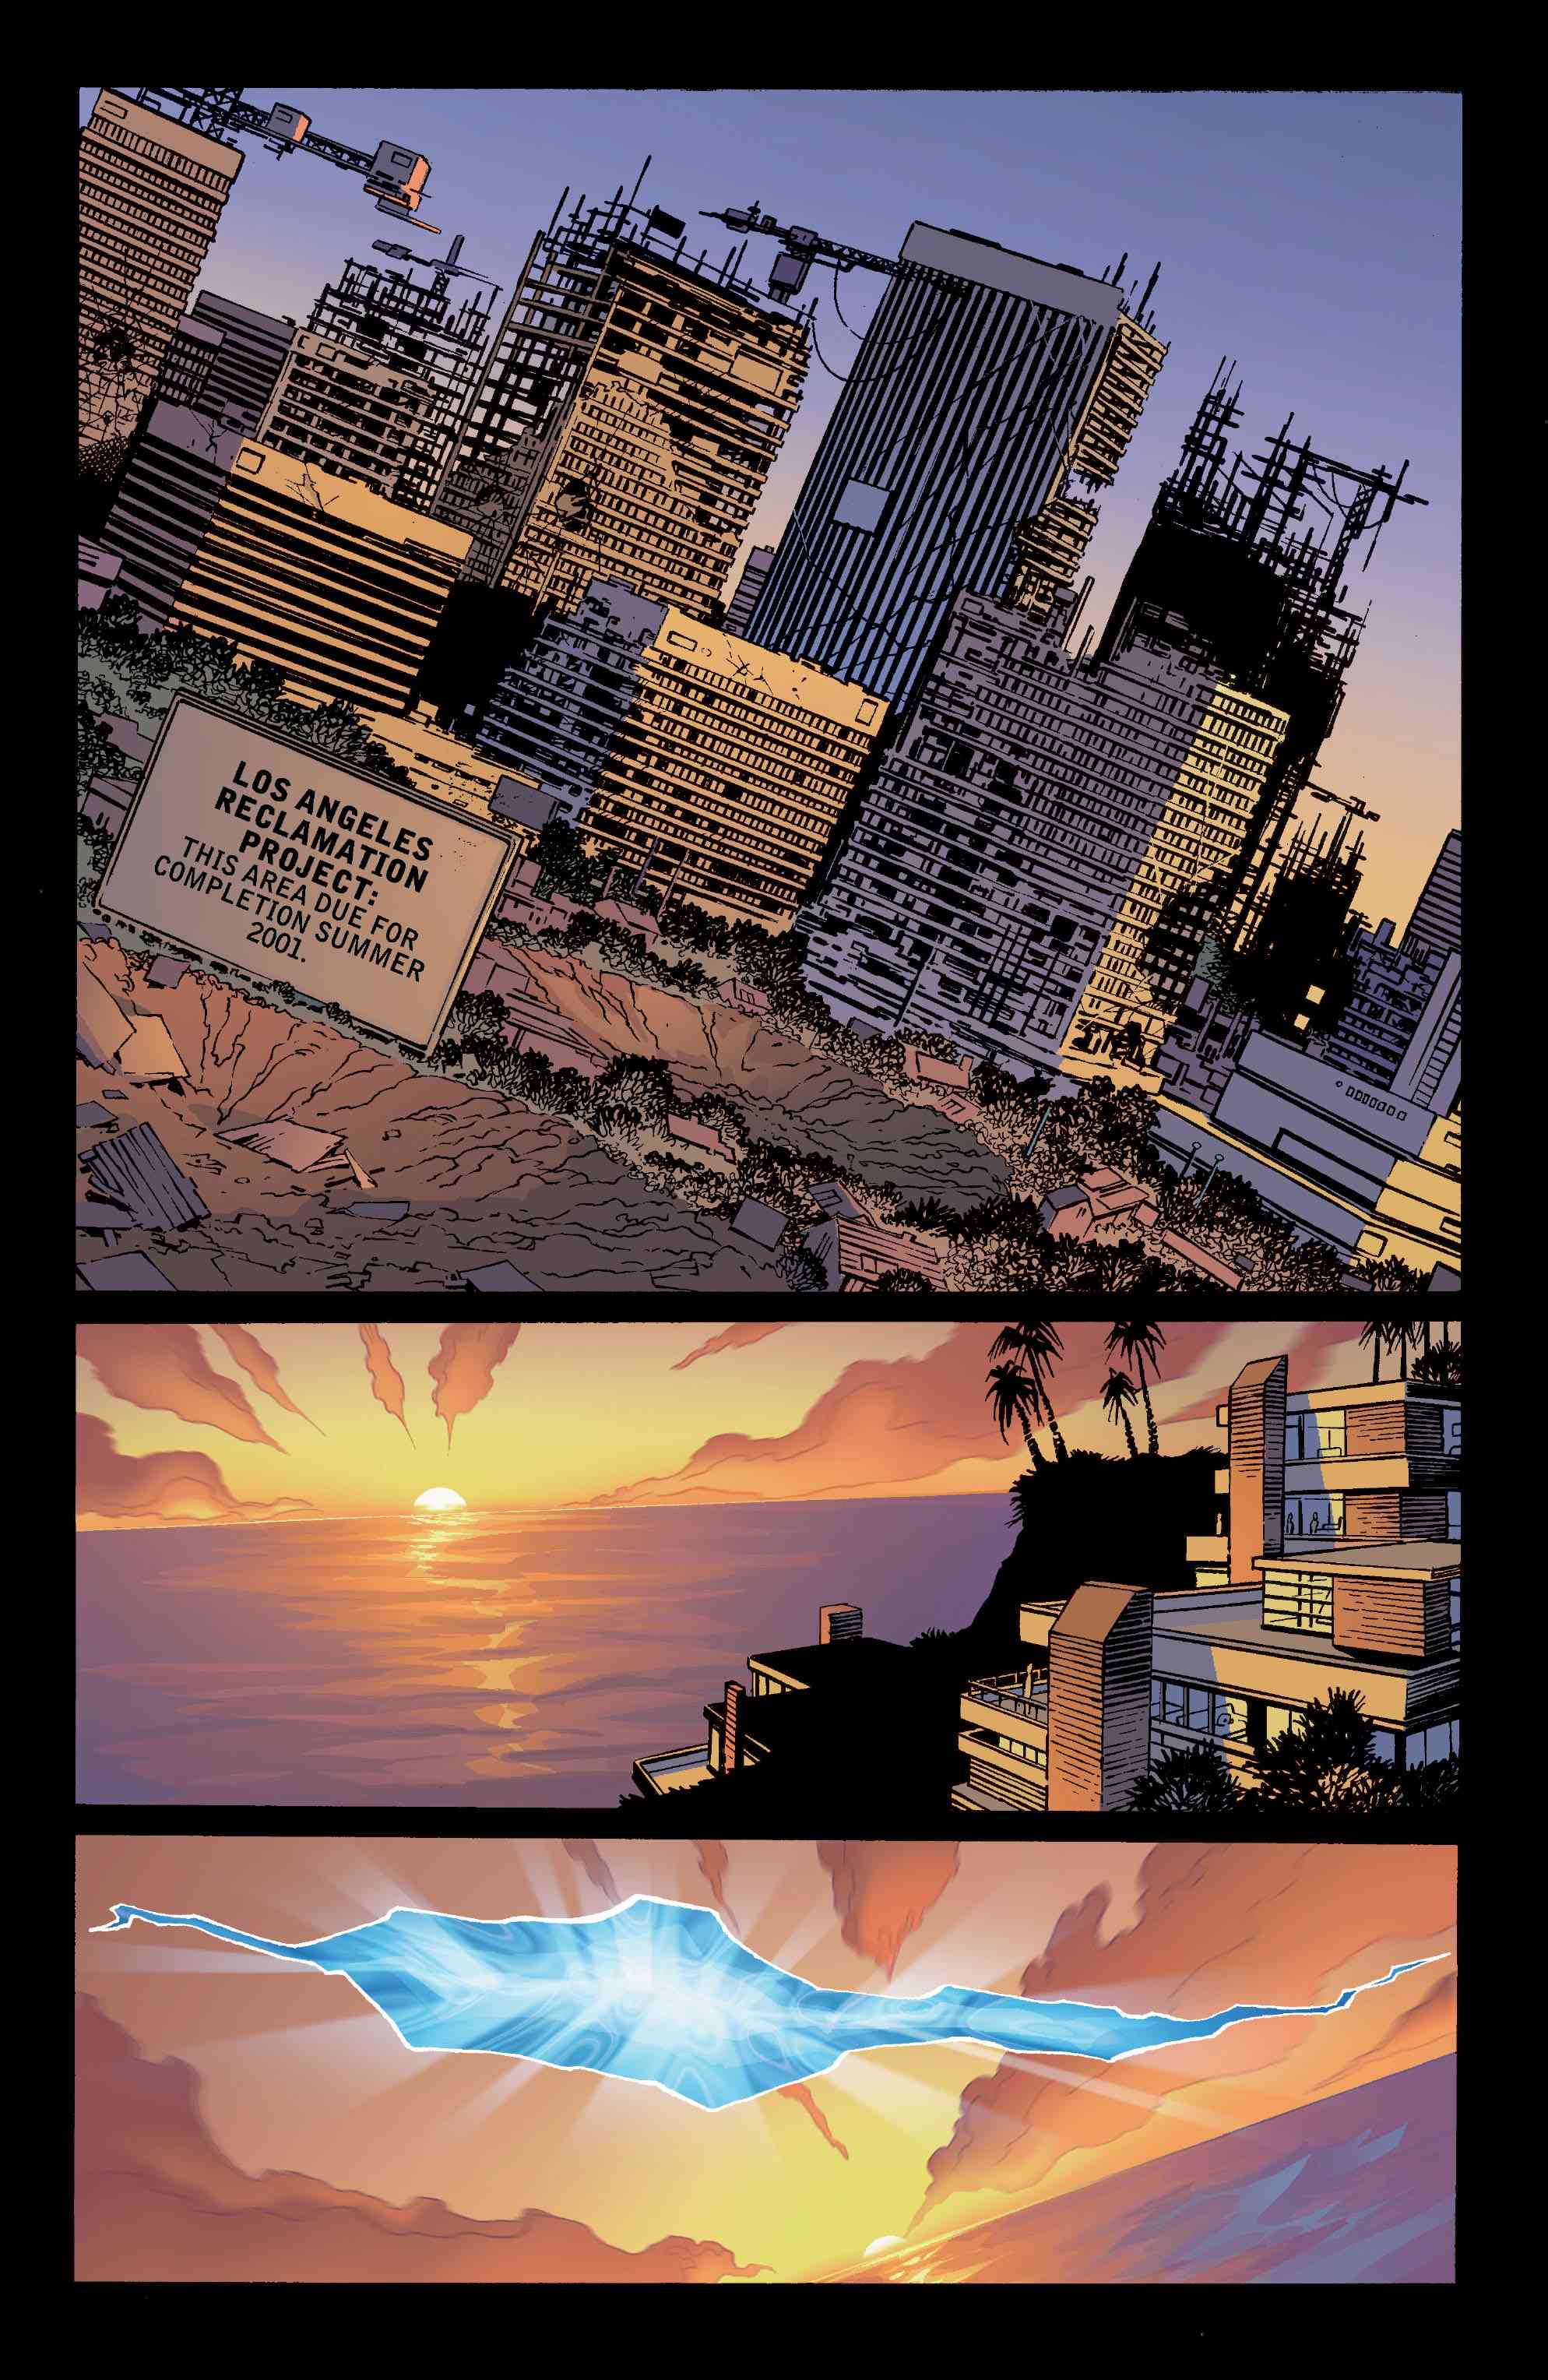 LOS ANGELES
RECLAMATION
PROJECT:
THIS AREA DUE FOR
COMPLETION SUMMER
2001.